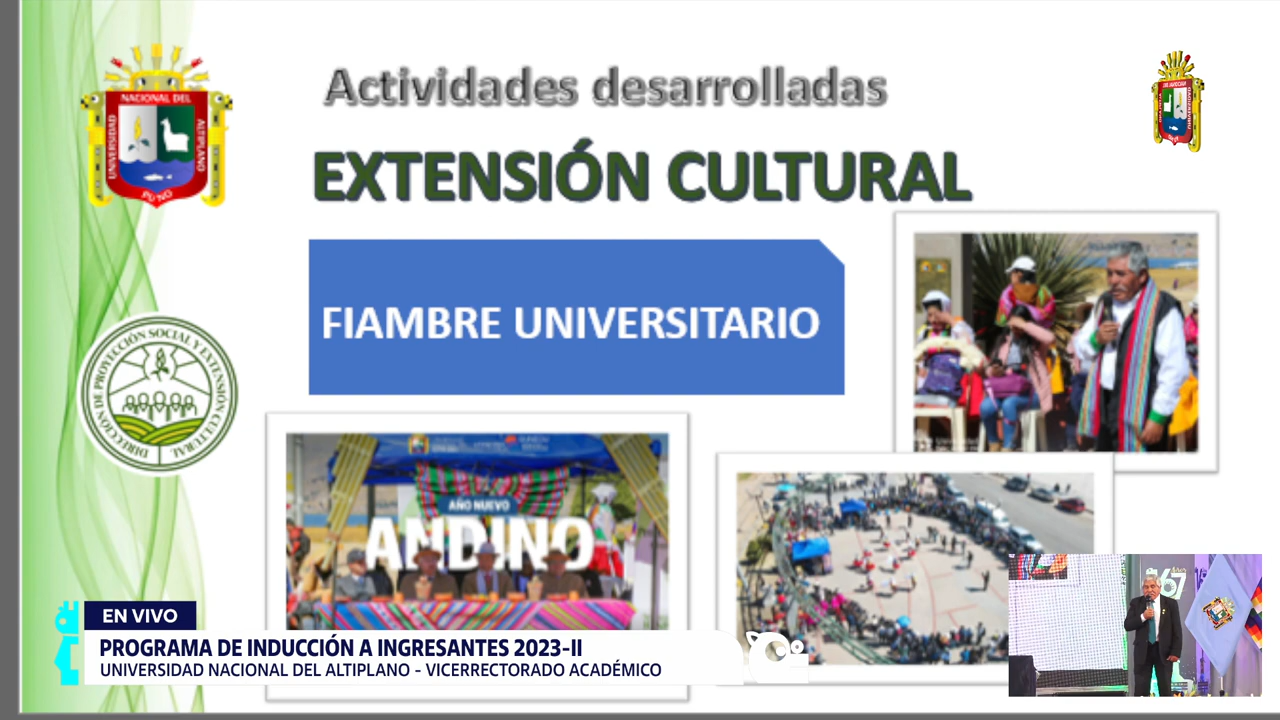 Actividades desarrolladas
EXTENSIÓN CULTURAL
NACIONAL DEL
UNIVERSIDAD
ALTIPLANO
PUNO
FIAMBRE UNIVERSITARIO
DIRECCIÓN DE PROYECCIÓN SOCIAL Y EXTENSIÓN CULTURAL
AÑO NUEVO
ANDINO
EN VIVO
PROGRAMA DE INDUCCIÓN A INGRESANTES 2023-II
UNIVERSIDAD NACIONAL DEL ALTIPLANO - VICERRECTORADO ACADÉMICO